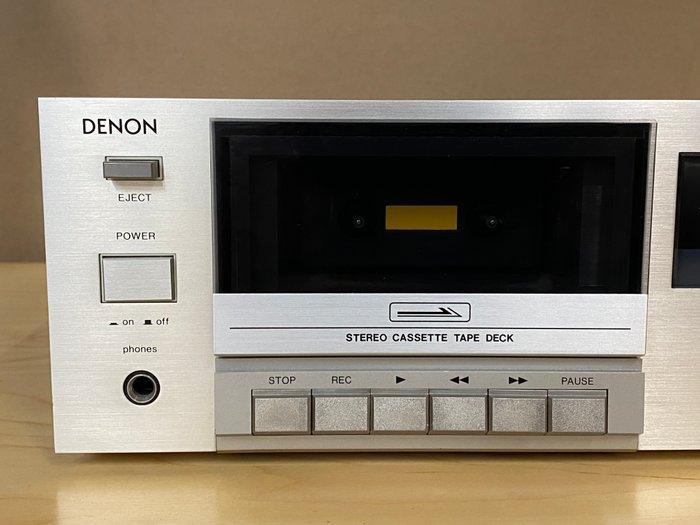 DENON
EJECT
POWER
on off
phones
STEREO CASSETTE TAPE DECK
STOP REC ▶ ◀◀ ▶▶ PAUSE